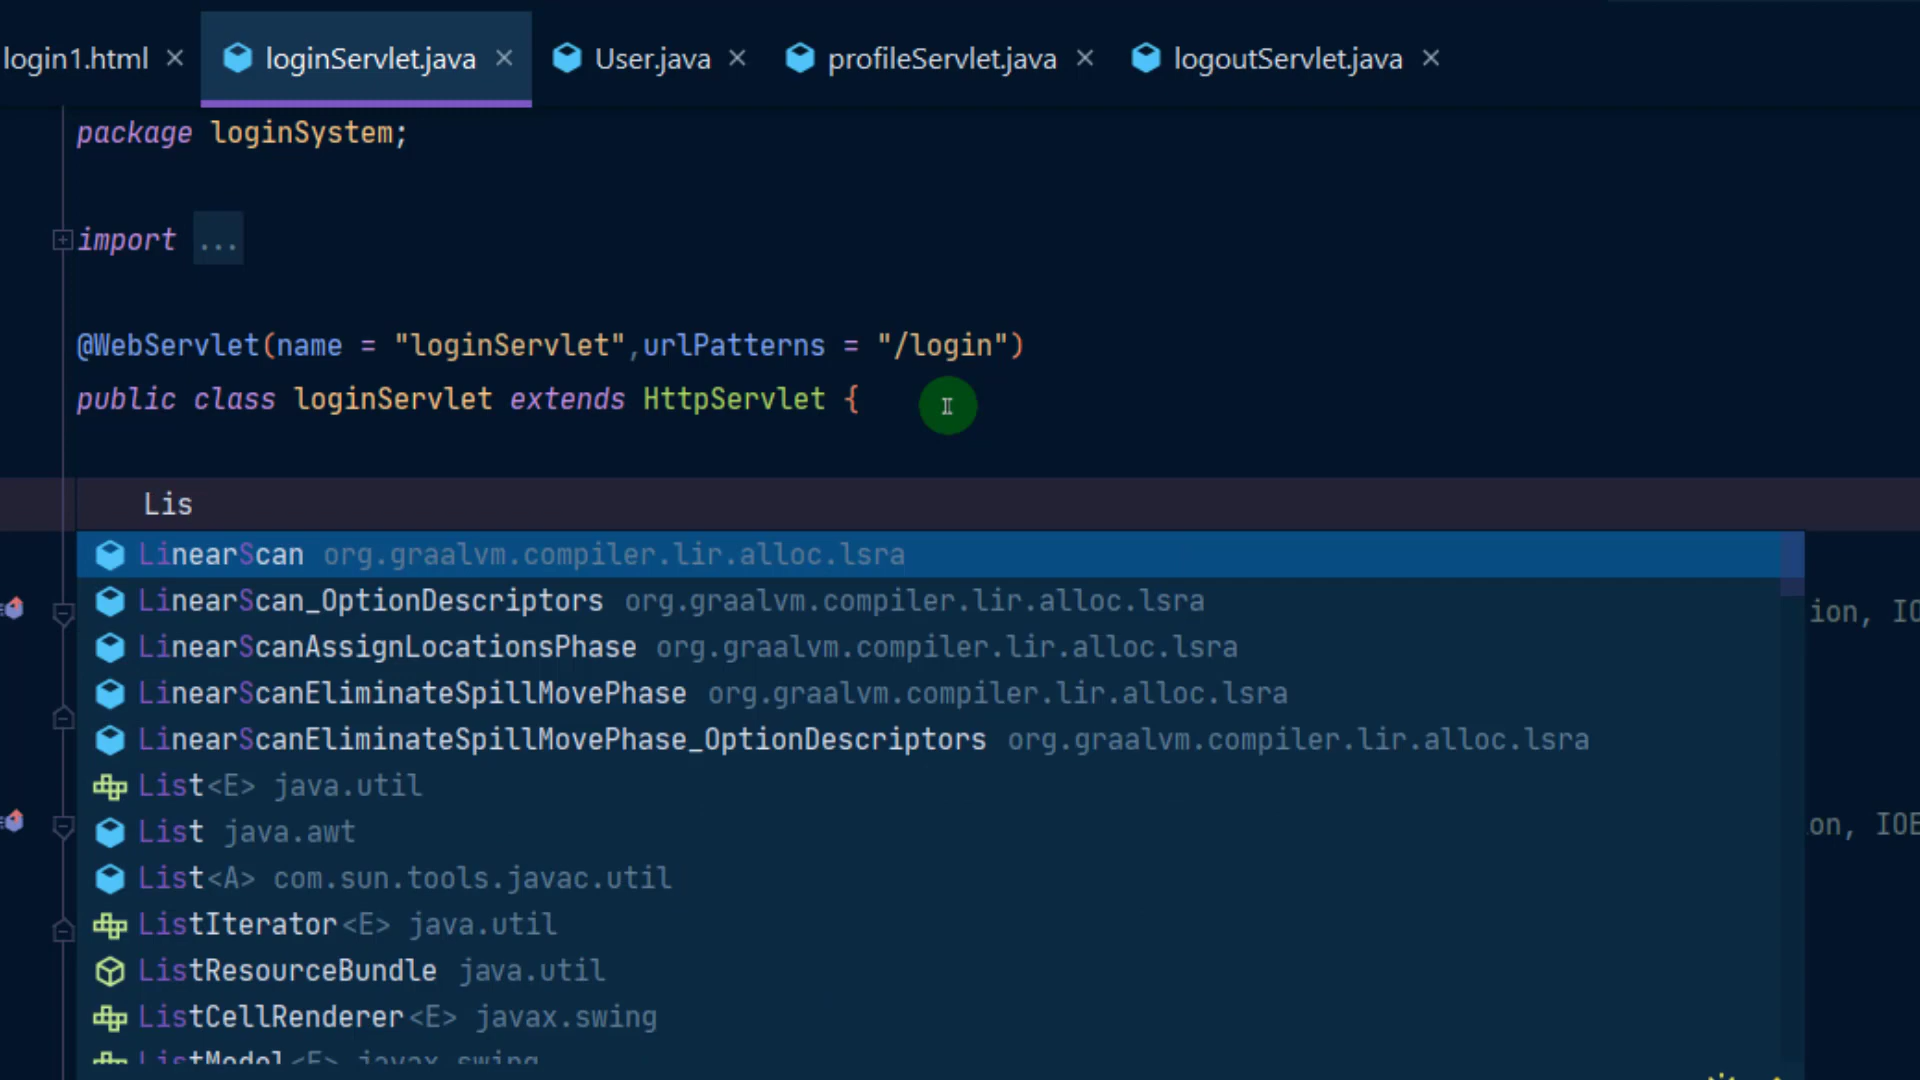 login1.html loginServlet.java User.java profileServlet.java logoutServlet.java
package loginSystem;
import ...
@WebServlet(name = "loginServlet",urlPatterns = "/login")
public class loginServlet extends HttpServlet {
Lis
LinearScan org.graalvm.compiler.lir.alloc.lsra
LinearScan_OptionDescriptors org.graalvm.compiler.lir.alloc.lsra
ion, IO
LinearScanAssignLocationsPhase org.graalvm.compiler.lir.alloc.lsra
LinearScanEliminateSpillMovePhase org.graalvm.compiler.lir.alloc.lsra
LinearScanEliminateSpillMovePhase_OptionDescriptors org.graalvm.compiler.lir.alloc.lsra
List<E> java.util
List java.awt
on, IOE
List<A> com.sun.tools.javac.util
ListIterator<E> java.util
ListResourceBundle java.util
ListCellRenderer<E> javax.swing
ListModel<E> javax.swing